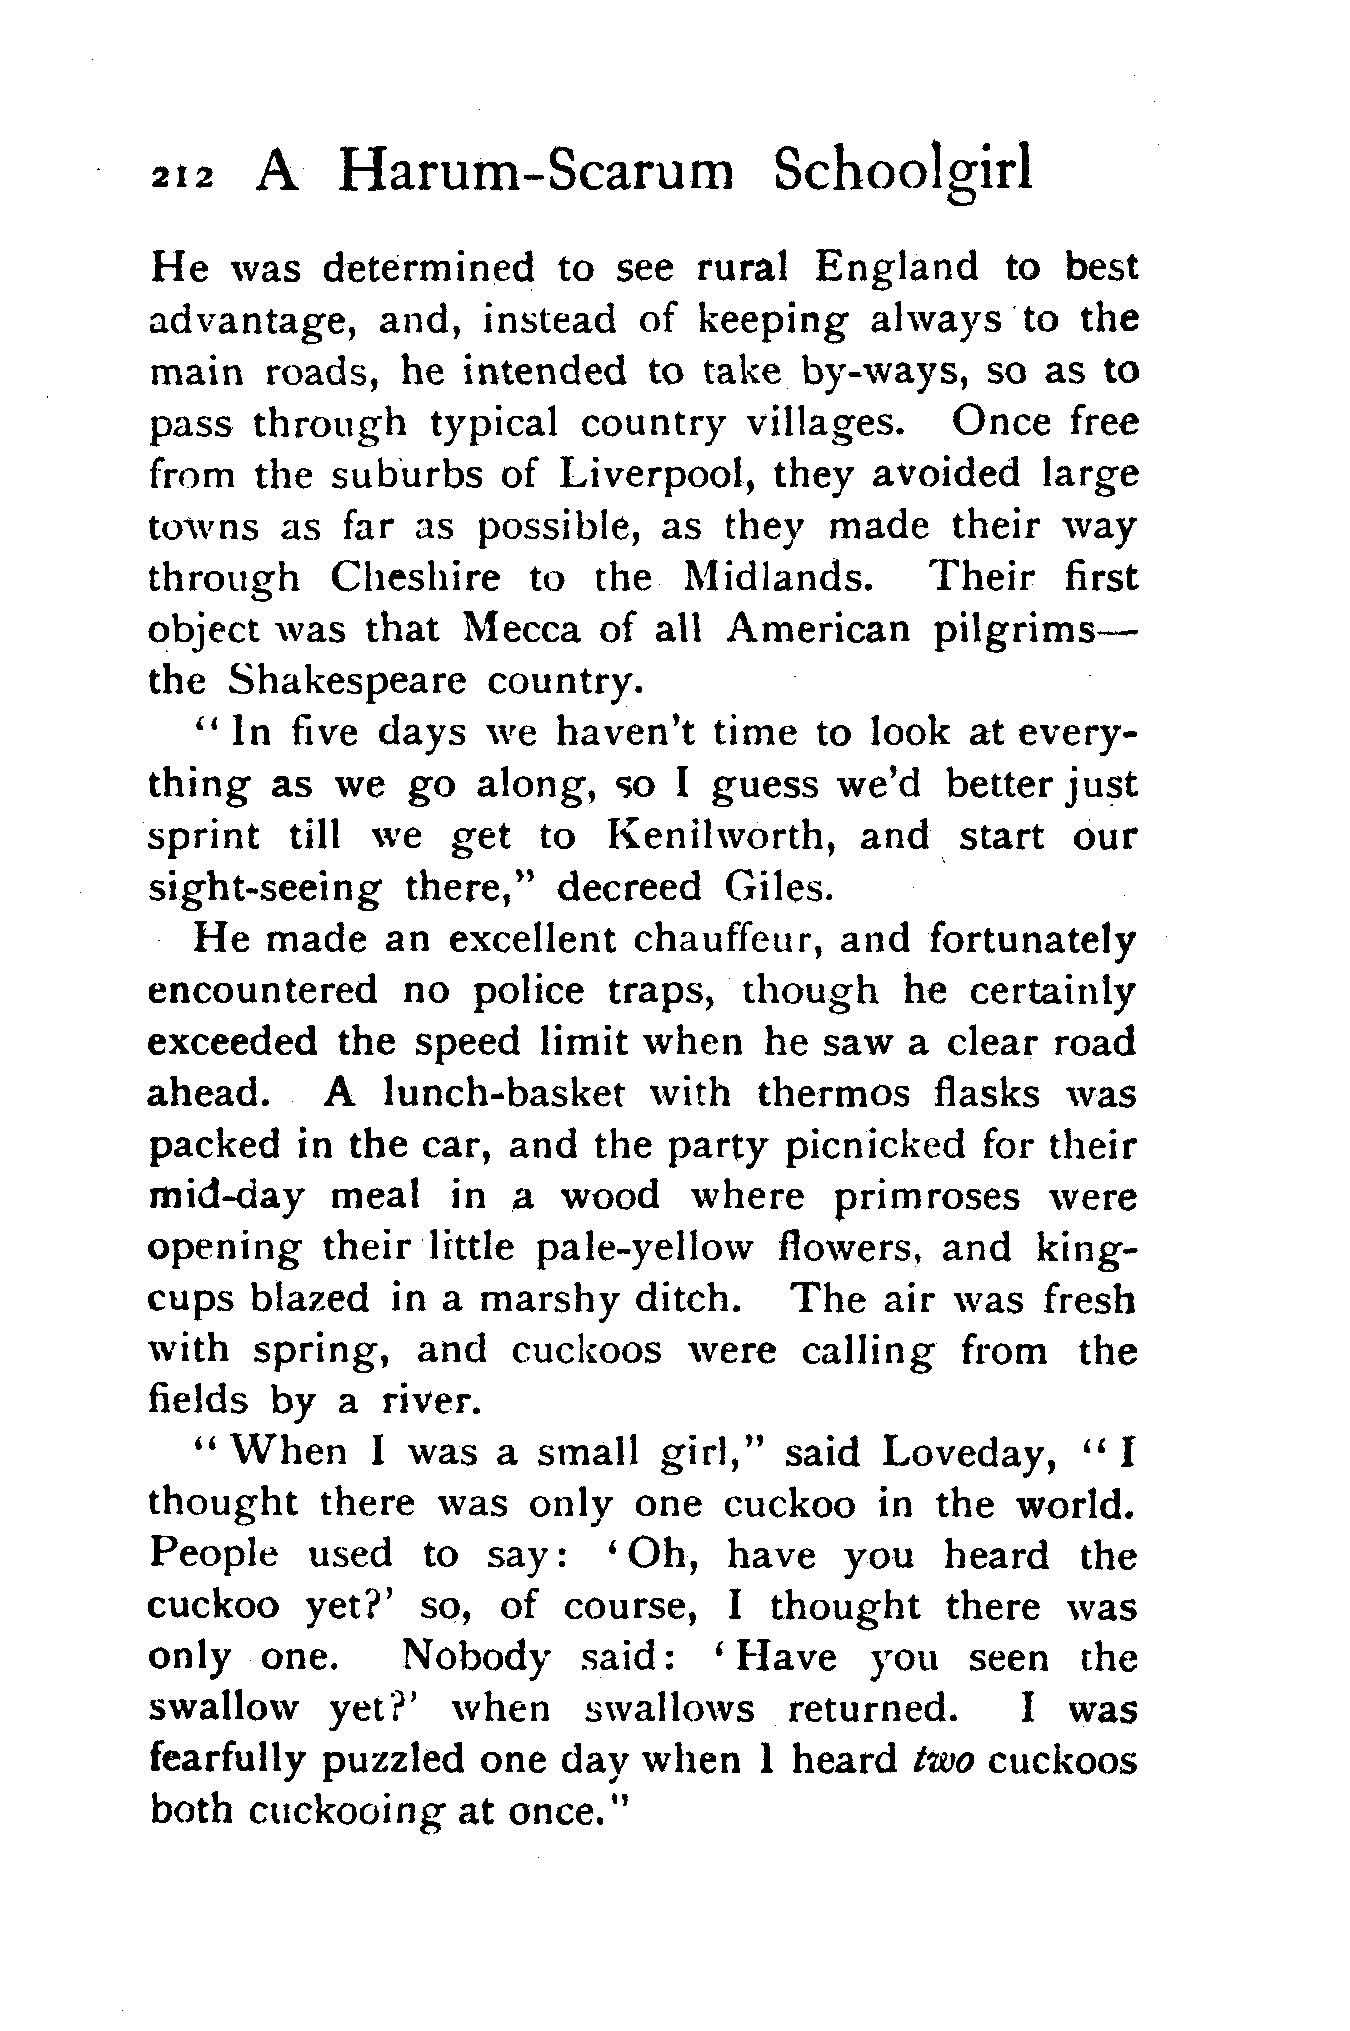 212 A Harum-Scarum Schoolgirl
He was determined to see rural England to best
advantage, and, instead of keeping always to the
main roads, he intended to take by-ways, so as to
pass through typical country villages. Once free
from the suburbs of Liverpool, they avoided large
towns as far as possible, as they made their way
through Cheshire to the Midlands. Their first
object was that Mecca of all American pilgrims—
the Shakespeare country.
“In five days we haven't time to look at every-
thing as we go along, so I guess we'd better just
sprint till we get to Kenilworth, and start our
sight-seeing there,” decreed Giles.
He made an excellent chauffeur, and fortunately
encountered no police traps, though he certainly
exceeded the speed limit when he saw a clear road
ahead. A lunch-basket with thermos flasks was
packed in the car, and the party picnicked for their
mid-day meal in a wood where primroses were
opening their little pale-yellow flowers, and king-
cups blazed in a marshy ditch. The air was fresh
with spring, and cuckoos were calling from the
fields by a river.
“When I was a small girl,” said Loveday, “I
thought there was only one cuckoo in the world.
People used to say: ‘Oh, have you heard the
cuckoo yet?’ so, of course, I thought there was
only one. Nobody said: ‘Have you seen the
swallow yet?’ when swallows returned. I was
fearfully puzzled one day when I heard two cuckoos
both cuckooing at once.”